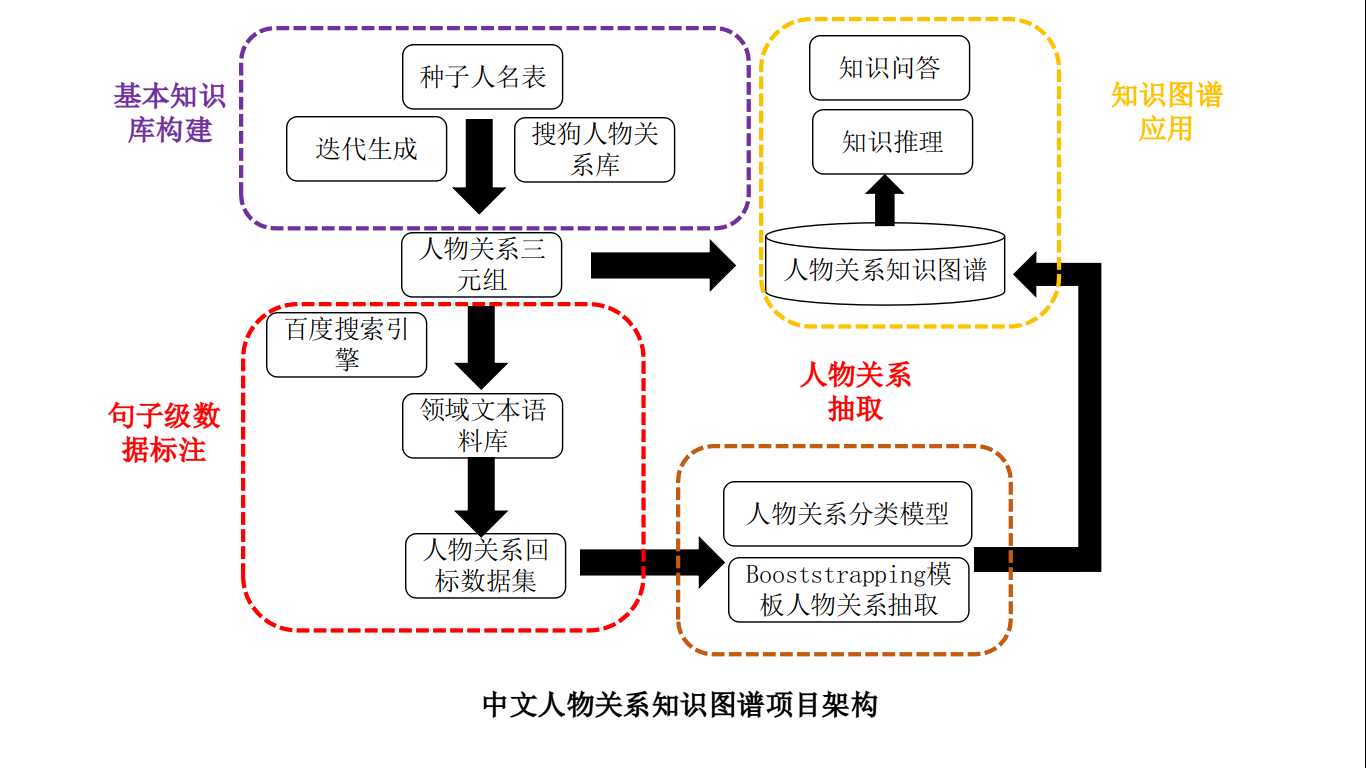 基本知识
库构建
种子人名表
迭代生成
搜狗人物关
系库
知识问答
知识推理
知识图谱
应用
人物关系三
元组
人物关系知识图谱
百度搜索引
擎
句子级数
据标注
领域文本语
料库
人物关系回
标数据集
人物关系
抽取
人物关系分类模型
Booststrapping模
板人物关系抽取
中文人物关系知识图谱项目架构